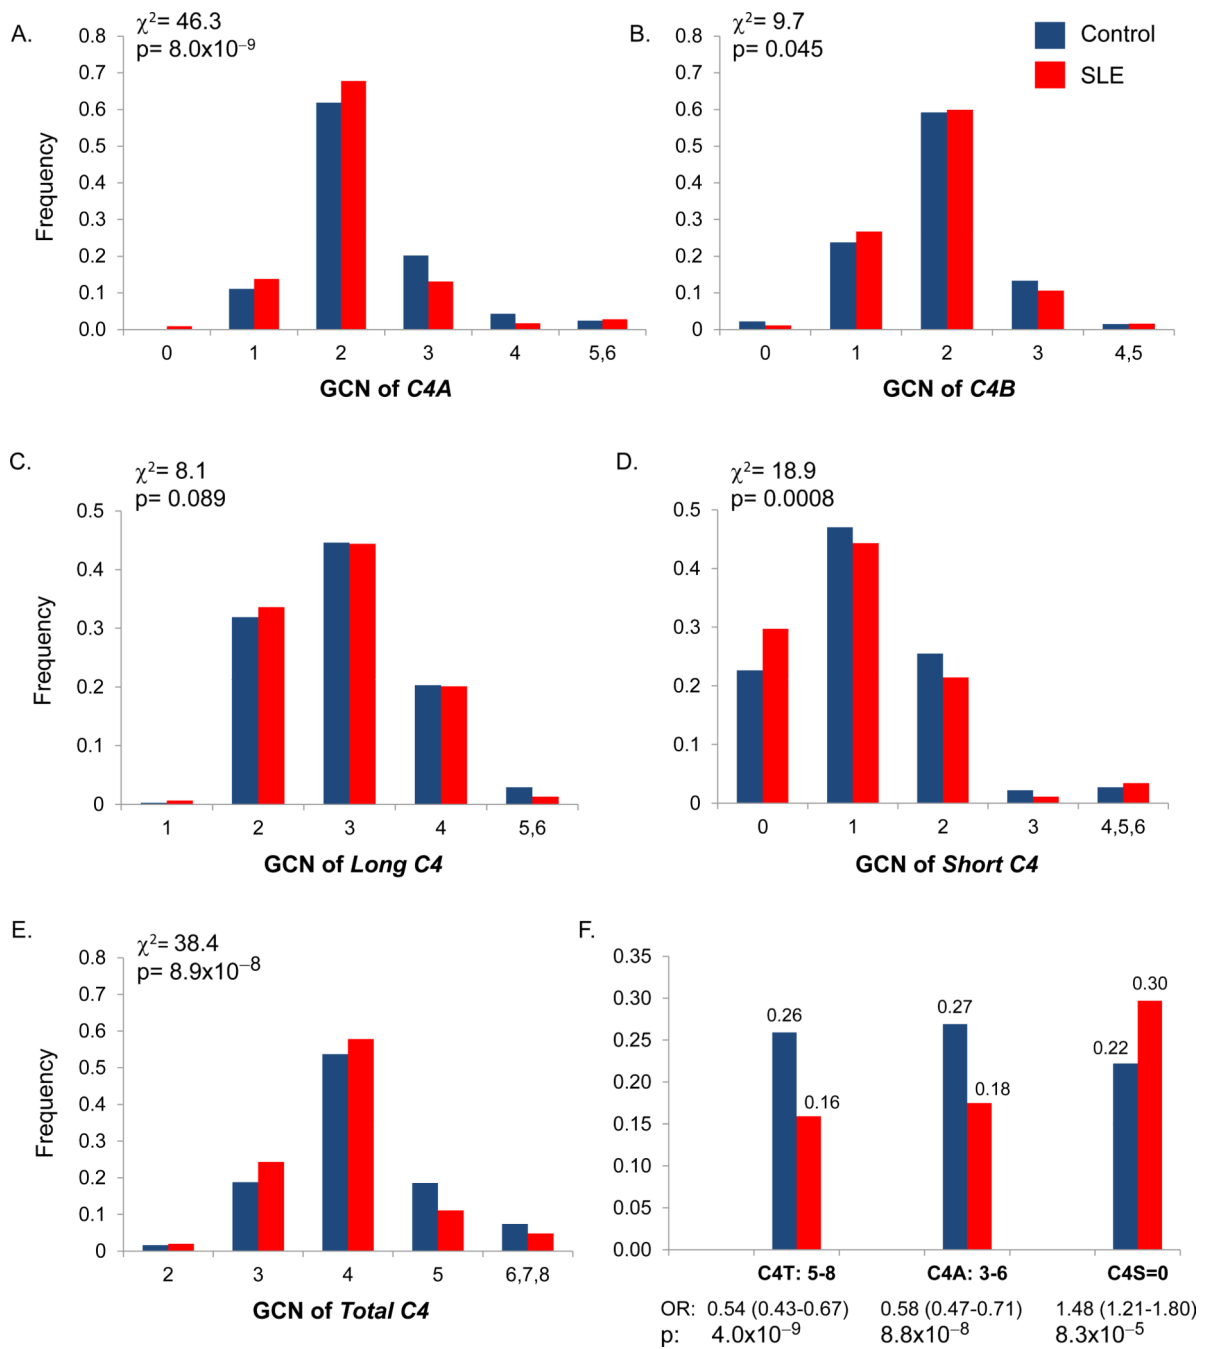 A.
χ²= 46.3
p= 8.0x10⁻⁹
0.8
0.7
0.6
0.5
0.4
0.3
0.2
0.1
0.0
Frequency
0 1 2 3 4 5,6
GCN of C4A
B.
χ²= 9.7
p= 0.045
Control
SLE
0.8
0.7
0.6
0.5
0.4
0.3
0.2
0.1
0
0 1 2 3 4,5
GCN of C4B
C.
χ²= 8.1
p= 0.089
0.5
0.4
0.3
0.2
0.1
0
Frequency
1 2 3 4 5,6
GCN of Long C4
D.
χ²= 18.9
p= 0.0008
0.5
0.4
0.3
0.2
0.1
0
0 1 2 3 4,5,6
GCN of Short C4
E.
χ²= 38.4
p= 8.9x10⁻⁸
0.8
0.7
0.6
0.5
0.4
0.3
0.2
0.1
0
Frequency
2 3 4 5 6,7,8
GCN of Total C4
F.
0.35
0.30
0.25
0.20
0.15
0.10
0.05
0.00
0.26 0.16 0.27 0.18 0.22 0.30
C4T: 5-8 C4A: 3-6 C4S=0
OR: 0.54 (0.43-0.67) 0.58 (0.47-0.71) 1.48 (1.21-1.80)
p: 4.0x10⁻⁹ 8.8x10⁻⁸ 8.3x10⁻⁵